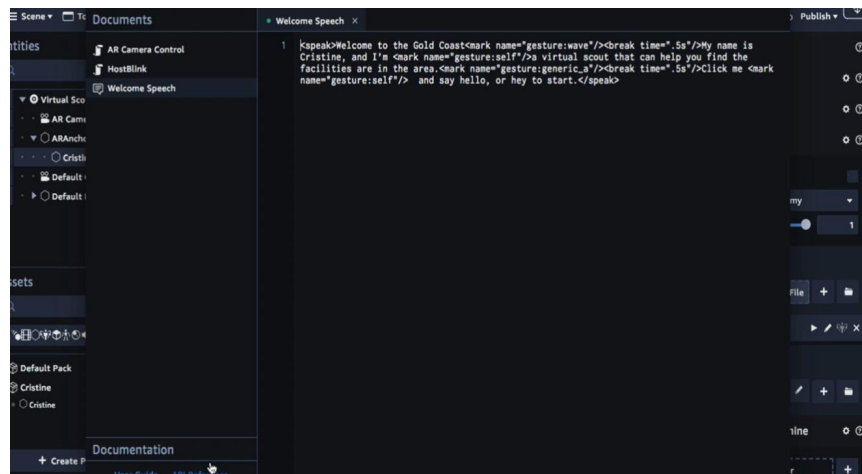 Scene
Documents
Welcome Speech ×
Publish
AR Camera Control
HostBlink
Welcome Speech
1 <speak>Welcome to the Gold Coast<mark name="gesture:wave"/><break time=".5s"/>My name is
Cristine, and I'm <mark name="gesture:self"/>a virtual scout that can help you find the
facilities are in the area.<mark name="gesture:generic_a"/><break time=".5s"/>Click me <mark
name="gesture:self"/> and say hello, or hey to start.</speak>
ntities
Virtual Sco
AR Came
ARAncho
Cristi
Default
Default
my
1
ssets
File
Default Pack
Cristine
Cristine
hine
Documentation
+ Create P